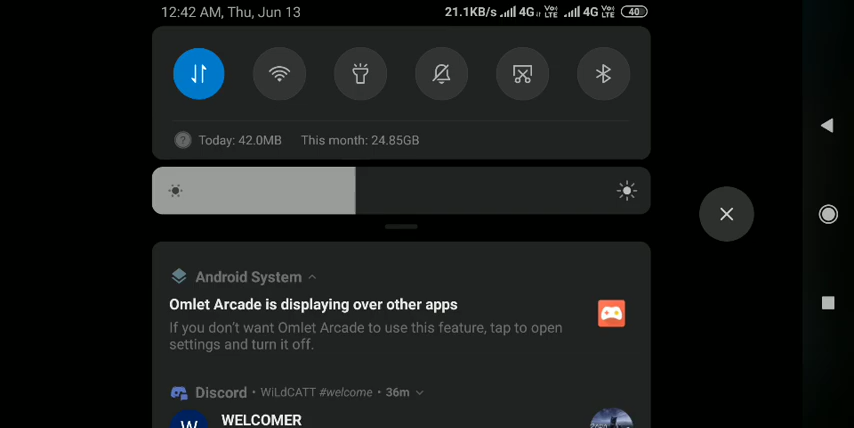 12:42 AM, Thu, Jun 13 21.1KB/s 4G Vo) LTE 4G Vo) LTE 40
? Today: 42.0MB This month: 24.85GB
Android System
Omlet Arcade is displaying over other apps
If you don't want Omlet Arcade to use this feature, tap to open
settings and turn it off.
Discord • WiLdCATT #welcome • 36m
W WELCOMER